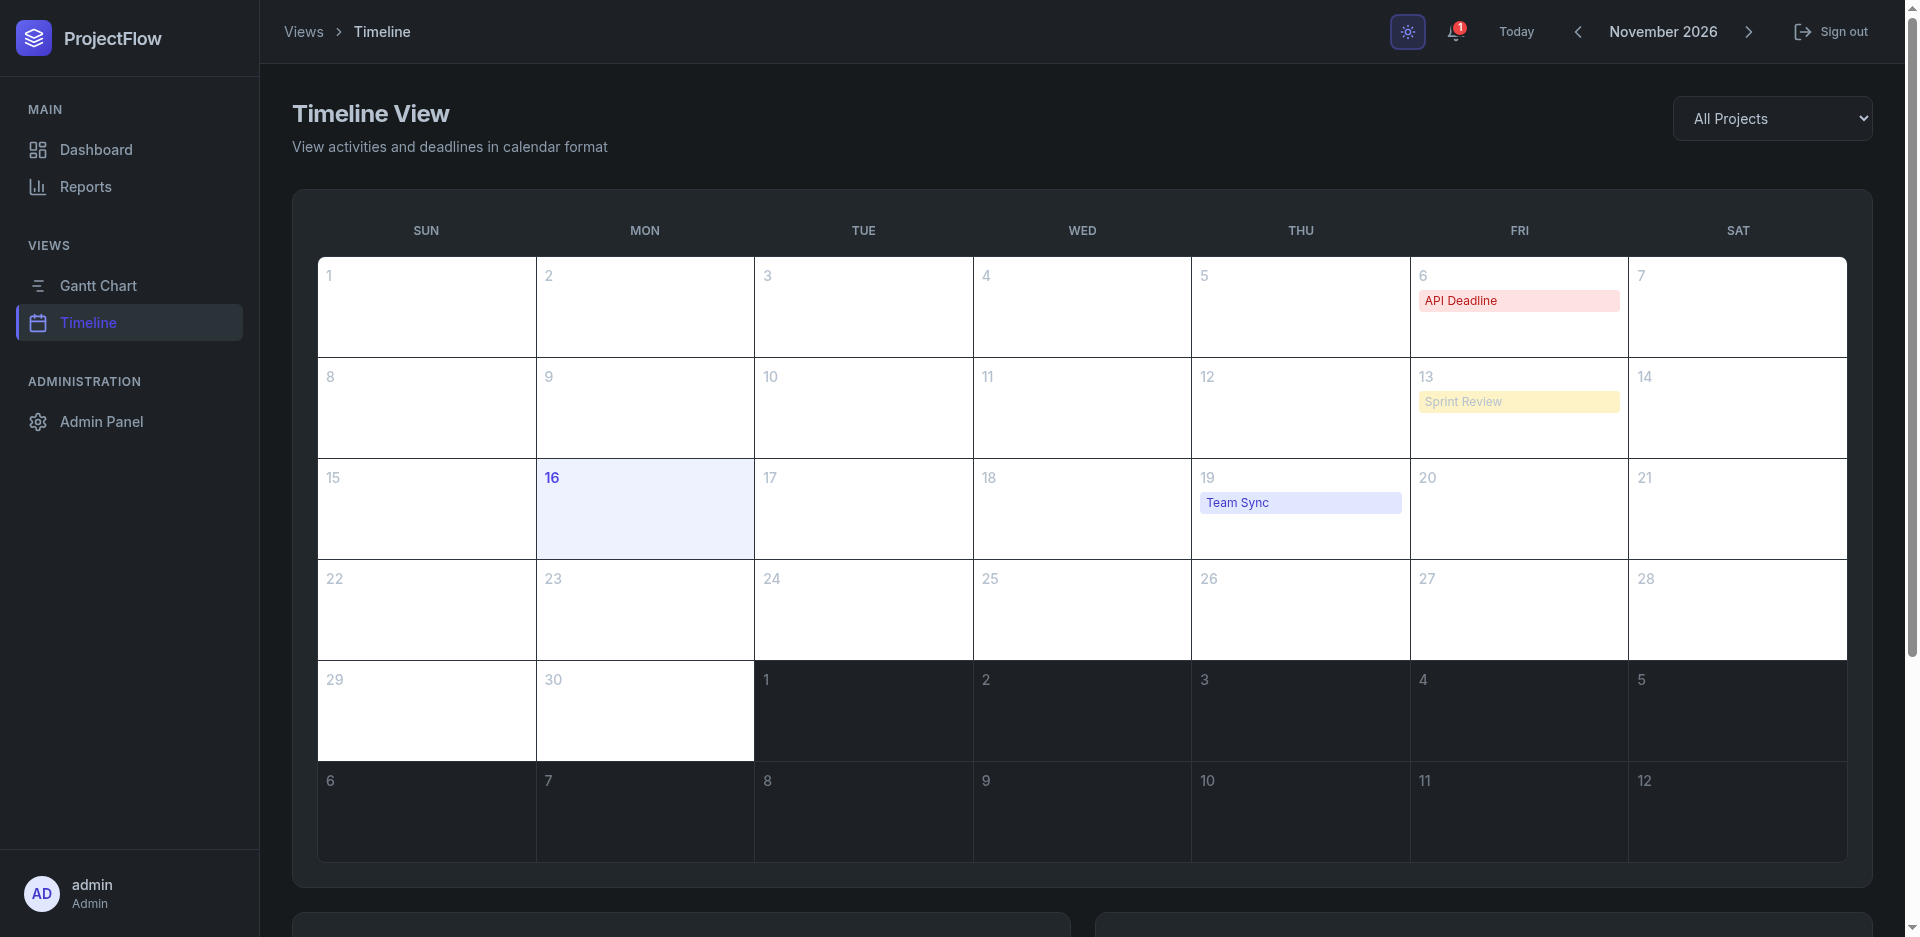 ProjectFlow
MAIN
Dashboard
Reports
VIEWS
Gantt Chart
Timeline
ADMINISTRATION
Admin Panel
AD
admin
Admin
Views > Timeline
1
Today
November 2026
Sign out
Timeline View
View activities and deadlines in calendar format
All Projects
SUN MON TUE WED THU FRI SAT
1 2 3 4 5 6 7
API Deadline
8 9 10 11 12 13 14
Sprint Review
15 16 17 18 19 20 21
Team Sync
22 23 24 25 26 27 28
29 30 1 2 3 4 5
6 7 8 9 10 11 12